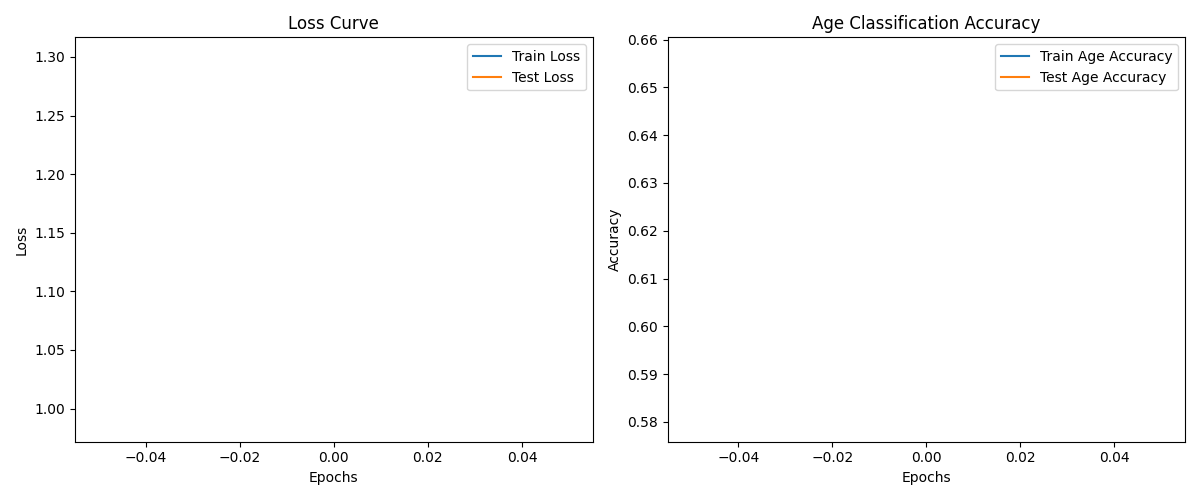 Loss Curve
Train Loss
Test Loss
1.30
1.25
1.20
1.15
1.10
1.05
1.00
Loss
−0.04 −0.02 0.00 0.02 0.04
Epochs
Age Classification Accuracy
Train Age Accuracy
Test Age Accuracy
0.66
0.65
0.64
0.63
0.62
0.61
0.60
0.59
0.58
Accuracy
−0.04 −0.02 0.00 0.02 0.04
Epochs